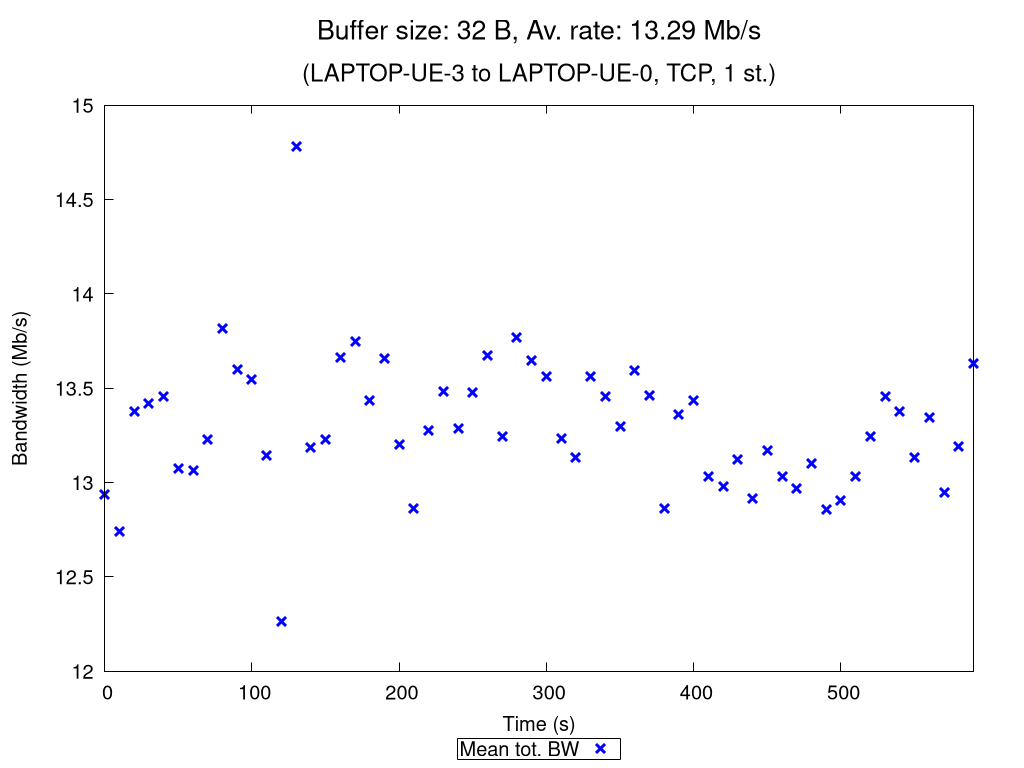 Buffer size: 32 B, Av. rate: 13.29 Mb/s
(LAPTOP-UE-3 to LAPTOP-UE-0, TCP, 1 st.)
15
14.5
14
13.5
13
12.5
12
Bandwidth (Mb/s)
0 100 200 300 400 500
Time (s)
Mean tot. BW